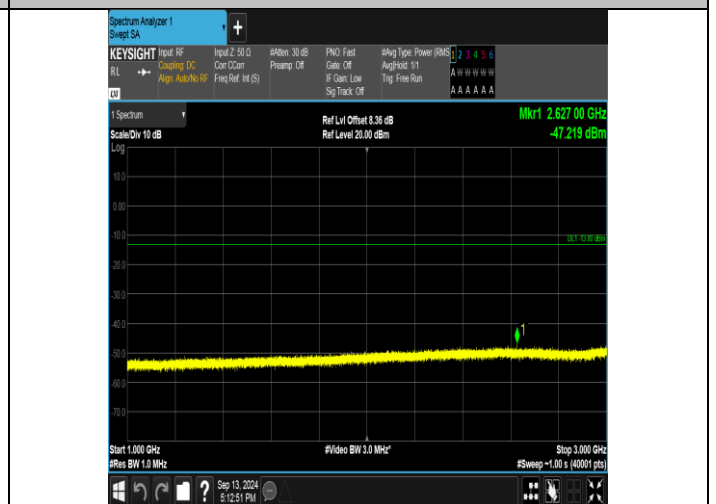 Spectrum Analyzer 1
Swept SA
+
KEYSIGHT
RL
LXI
Input: RF
Coupling: DC
Align: Auto/No RF
Input Z: 50 Ω
Corr CCorr
Freq Ref: Int (S)
#Atten: 30 dB
Preamp: Off
PNO: Fast
Gate: Off
IF Gain: Low
Sig Track: Off
#Avg Type: Power (RMS
Avg|Hold: 1/1
Trig: Free Run
1 2 3 4 5 6
A W W W W W
A A A A A A
1 Spectrum
Scale/Div 10 dB
Ref Lvl Offset 8.36 dB
Ref Level 20.00 dBm
Mkr1 2.627 00 GHz
-47.219 dBm
Log
10.0
0.00
-10.0
DL1 -13.00 dBm
-20.0
-30.0
-40.0
1
-50.0
-60.0
-70.0
Start 1.000 GHz
#Res BW 1.0 MHz
#Video BW 3.0 MHz*
Stop 3.000 GHz
#Sweep ~1.00 s (40001 pts)
?
Sep 13, 2024
5:12:51 PM